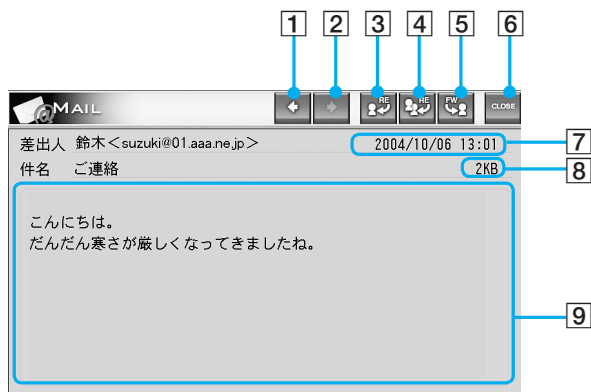 1 2 3 4 5 6
@MAIL RE RE FW CLOSE
差出人 鈴木<suzuki@01.aaa.ne.jp> 2004/10/06 13:01 7
件名 ご連絡 2KB 8
こんにちは。
だんだん寒さが厳しくなってきましたね。
9